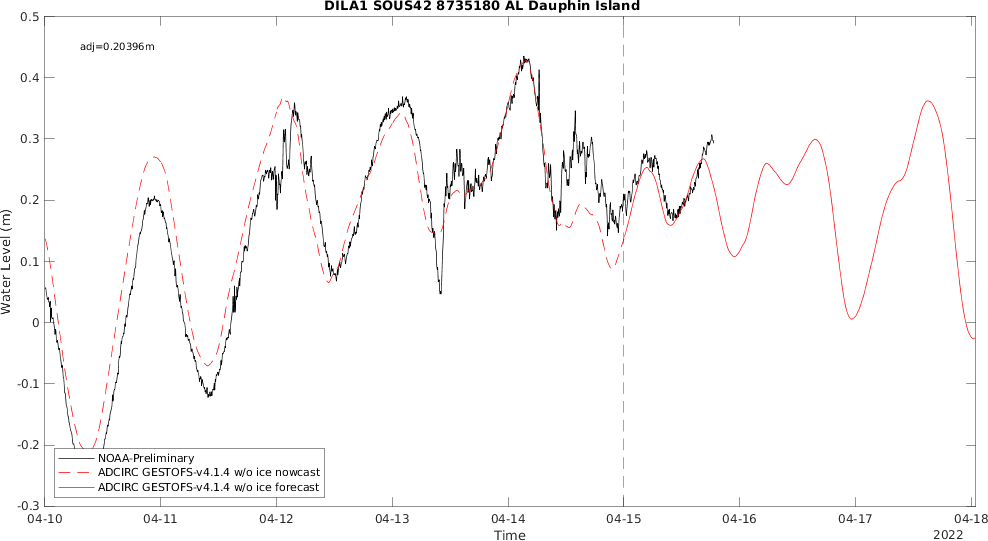 DILA1 SOUS42 8735180 AL Dauphin Island
adj=0.20396m
Water Level (m)
0.5
0.4
0.3
0.2
0.1
0
-0.1
-0.2
-0.3
NOAA-Preliminary
ADCIRC GESTOFS-v4.1.4 w/o ice nowcast
ADCIRC GESTOFS-v4.1.4 w/o ice forecast
04-10 04-11 04-12 04-13 04-14 04-15 04-16 04-17 04-18
Time
2022